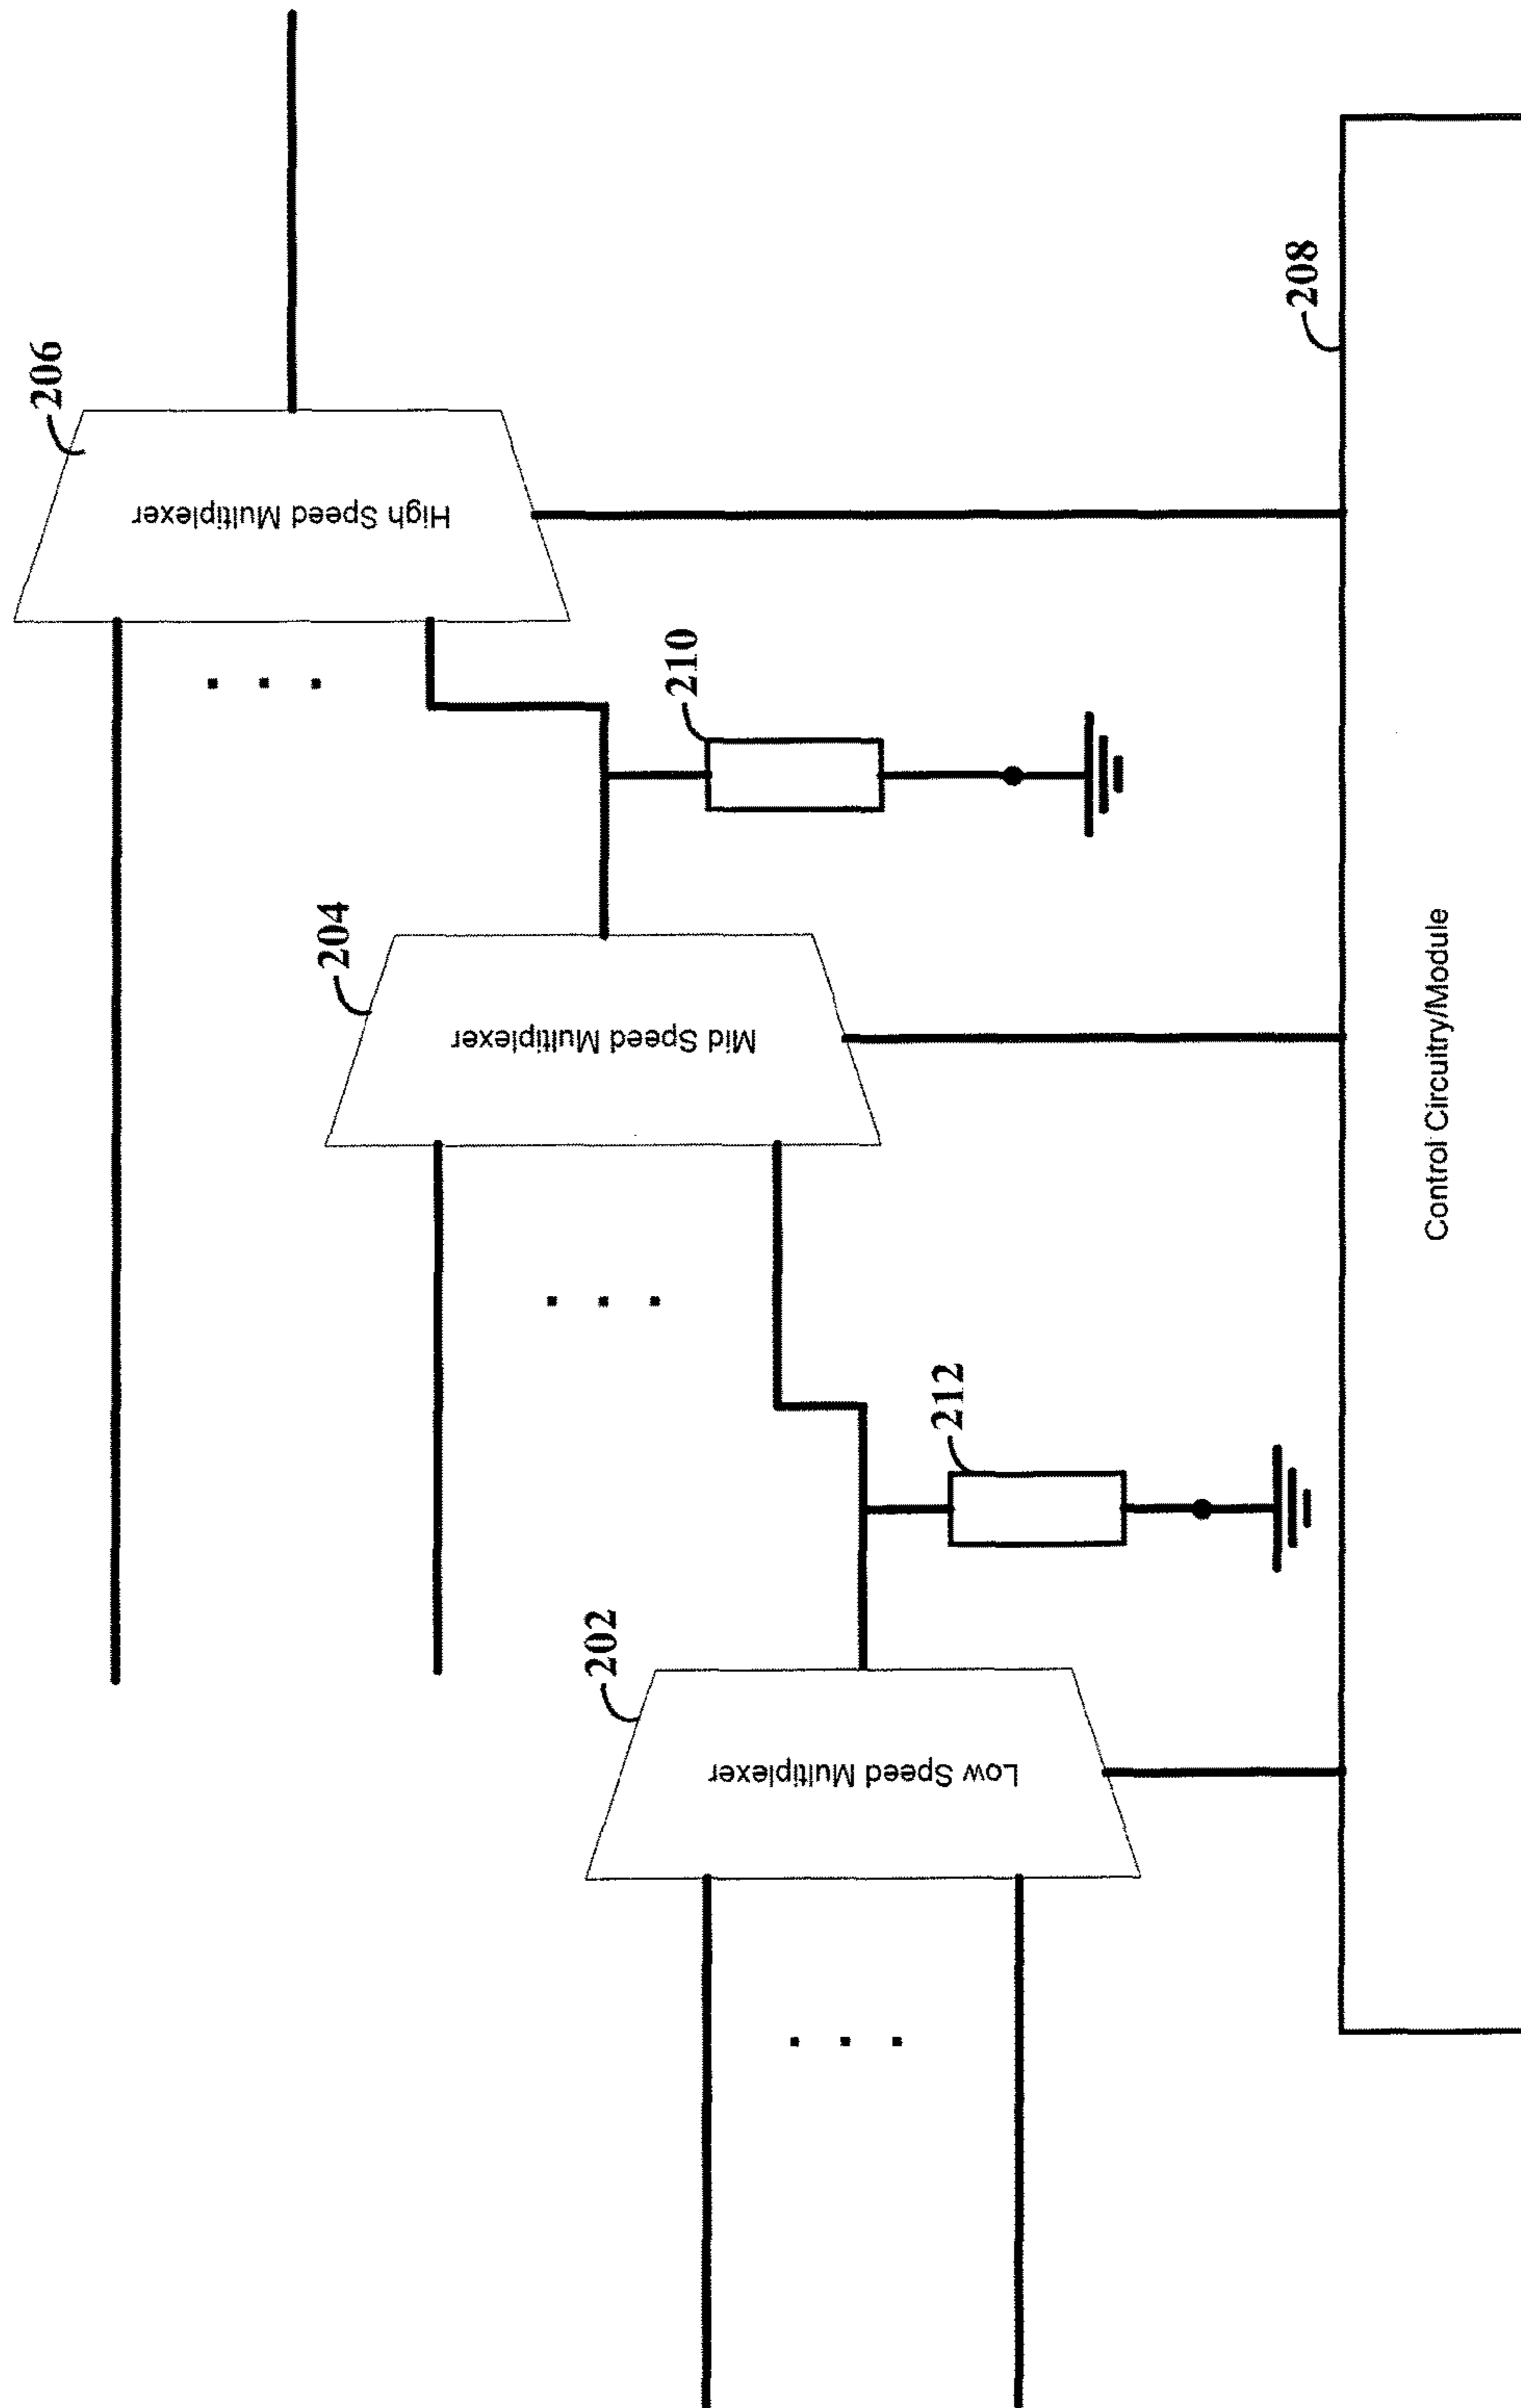 206
High Speed Multiplexer
208
210
204
Mid Speed Multiplexer
Control Circuitry/Module
212
202
Low Speed Multiplexer